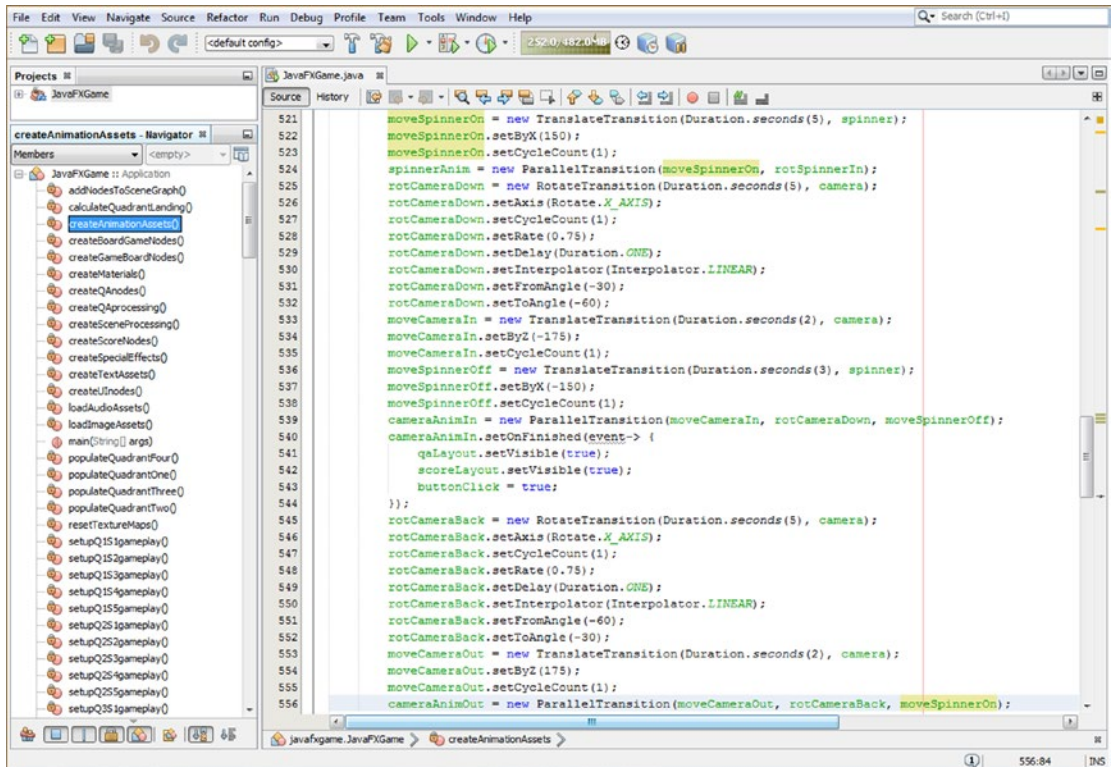 File Edit View Navigate Source Refactor Run Debug Profile Team Tools Window Help
Search (Ctrl+I)
<default config>
252.0/482.0MB
Projects
JavaFXGame
createAnimationAssets - Navigator
Members
<empty>
JavaFXGame :: Application
addNodesToSceneGraph()
calculateQuadrantLanding()
createAnimationAssets()
createBoardGameNodes()
createGameBoardNodes()
createMaterials()
createQAnodes()
createQAprocessing()
createSceneProcessing()
createScoreNodes()
createSpecialEffects()
createTextAssets()
createUInodes()
loadAudioAssets()
loadImageAssets()
main(String[] args)
populateQuadrantFour()
populateQuadrantOne()
populateQuadrantThree()
populateQuadrantTwo()
resetTextureMaps()
setupQ1S1gameplay()
setupQ1S2gameplay()
setupQ1S3gameplay()
setupQ1S4gameplay()
setupQ1S5gameplay()
setupQ2S1gameplay()
setupQ2S2gameplay()
setupQ2S3gameplay()
setupQ2S4gameplay()
setupQ2S5gameplay()
setupQ3S1gameplay()
JavaFXGame.java
Source History
521 moveSpinnerOn = new TranslateTransition(Duration.seconds(5), spinner);
522 moveSpinnerOn.setByX(150);
523 moveSpinnerOn.setCycleCount(1);
524 spinnerAnim = new ParallelTransition(moveSpinnerOn, rotSpinnerIn);
525 rotCameraDown = new RotateTransition(Duration.seconds(5), camera);
526 rotCameraDown.setAxis(Rotate.X_AXIS);
527 rotCameraDown.setCycleCount(1);
528 rotCameraDown.setRate(0.75);
529 rotCameraDown.setDelay(Duration.ONE);
530 rotCameraDown.setInterpolator(Interpolator.LINEAR);
531 rotCameraDown.setFromAngle(-30);
532 rotCameraDown.setToAngle(-60);
533 moveCameraIn = new TranslateTransition(Duration.seconds(2), camera);
534 moveCameraIn.setByZ(-175);
535 moveCameraIn.setCycleCount(1);
536 moveSpinnerOff = new TranslateTransition(Duration.seconds(3), spinner);
537 moveSpinnerOff.setByX(-150);
538 moveSpinnerOff.setCycleCount(1);
539 cameraAnimIn = new ParallelTransition(moveCameraIn, rotCameraDown, moveSpinnerOff);
540 cameraAnimIn.setOnFinished(event-> {
541 qaLayout.setVisible(true);
542 scoreLayout.setVisible(true);
543 buttonClick = true;
544 });
545 rotCameraBack = new RotateTransition(Duration.seconds(5), camera);
546 rotCameraBack.setAxis(Rotate.X_AXIS);
547 rotCameraBack.setCycleCount(1);
548 rotCameraBack.setRate(0.75);
549 rotCameraBack.setDelay(Duration.ONE);
550 rotCameraBack.setInterpolator(Interpolator.LINEAR);
551 rotCameraBack.setFromAngle(-60);
552 rotCameraBack.setToAngle(-30);
553 moveCameraOut = new TranslateTransition(Duration.seconds(2), camera);
554 moveCameraOut.setByZ(175);
555 moveCameraOut.setCycleCount(1);
556 cameraAnimOut = new ParallelTransition(moveCameraOut, rotCameraBack, moveSpinnerOn);
javafxgame.JavaFXGame
createAnimationAssets
1
556:84
INS